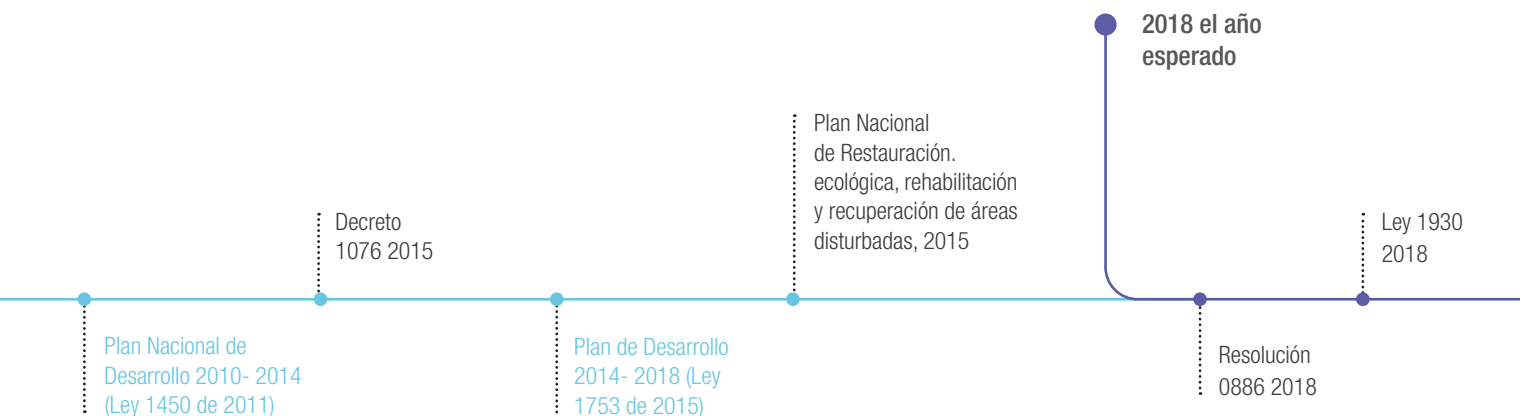 2018 el año
esperado
Plan Nacional
de Restauración.
ecológica, rehabilitación
y recuperación de áreas
disturbadas, 2015
Decreto
1076 2015
Ley 1930
2018
Plan Nacional de
Desarrollo 2010- 2014
(Ley 1450 de 2011)
Plan de Desarrollo
2014- 2018 (Ley
1753 de 2015)
Resolución
0886 2018